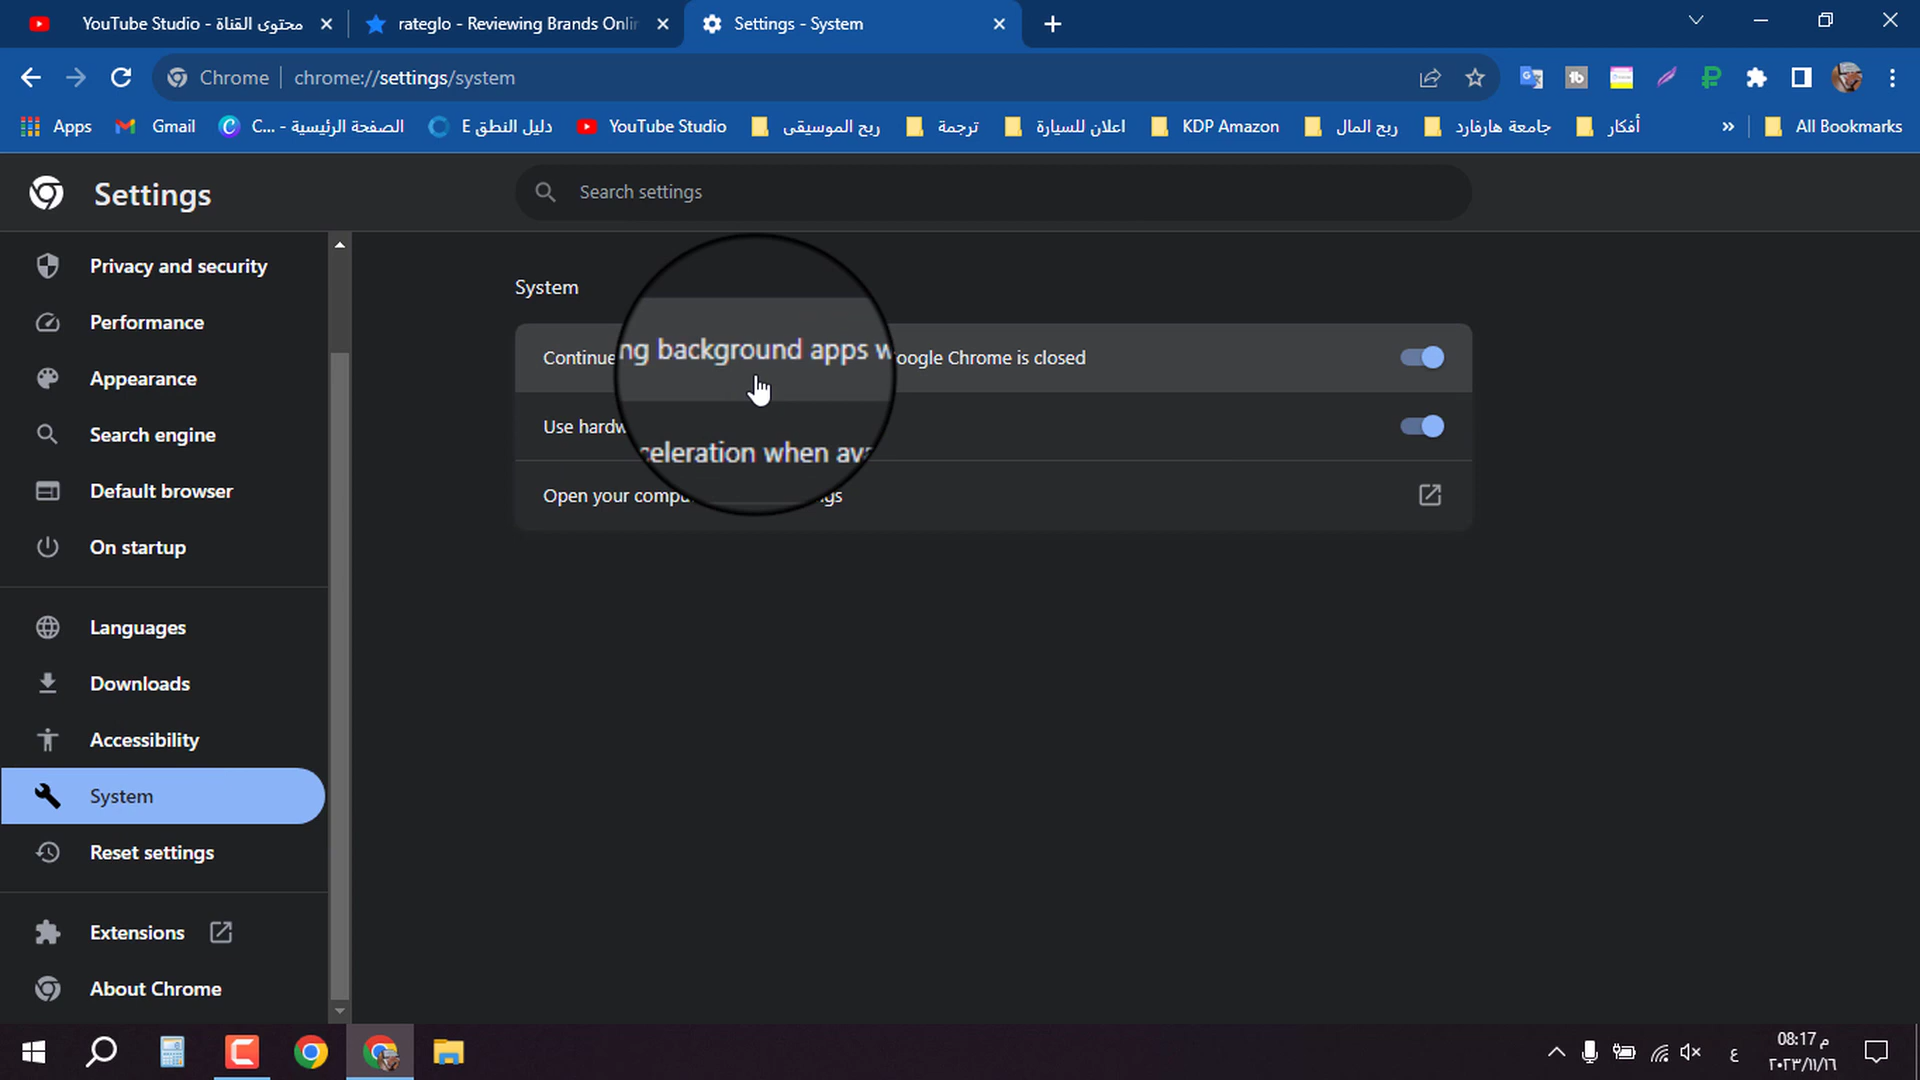 YouTube Studio - محتوى القناة
rateglo - Reviewing Brands Onlin
Settings - System
Chrome
chrome://settings/system
Apps
Gmail
C... - الصفحة الرئيسية
دليل النطق E
YouTube Studio
ربح الموسيقى
ترجمة
اعلان للسيارة
KDP Amazon
ربح المال
جامعة هارفارد
أفكار
»
All Bookmarks
Settings
Search settings
Privacy and security
Performance
Appearance
Search engine
Default browser
On startup
Languages
Downloads
Accessibility
System
Reset settings
Extensions
About Chrome
System
Continue ng background apps w oogle Chrome is closed
Use hardw celeration when ava
Open your compu gs
ع
08:17 م
٢٠٢٣/١١/١٦